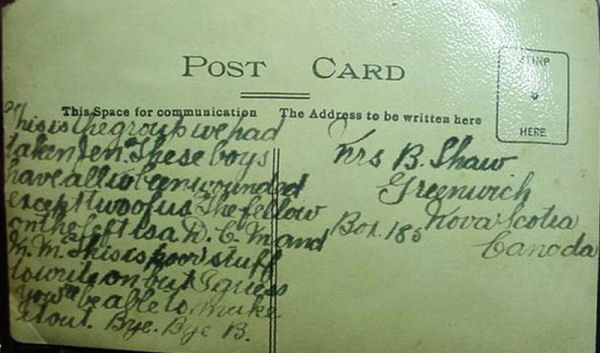 POST CARD
This Space for communication
The Address to be written here
STAMP
HERE
This is the group we had
taken. These boys
have all been wounded
except two of us. The fellow
on the left is a D. C. M and
M. M. This is poor stuff
to write on but I guess
you'll be able to make
it out. Bye. Bye B.
Mrs B. Shaw
Greenwich
Box. 185 Nova Scotia
Canada